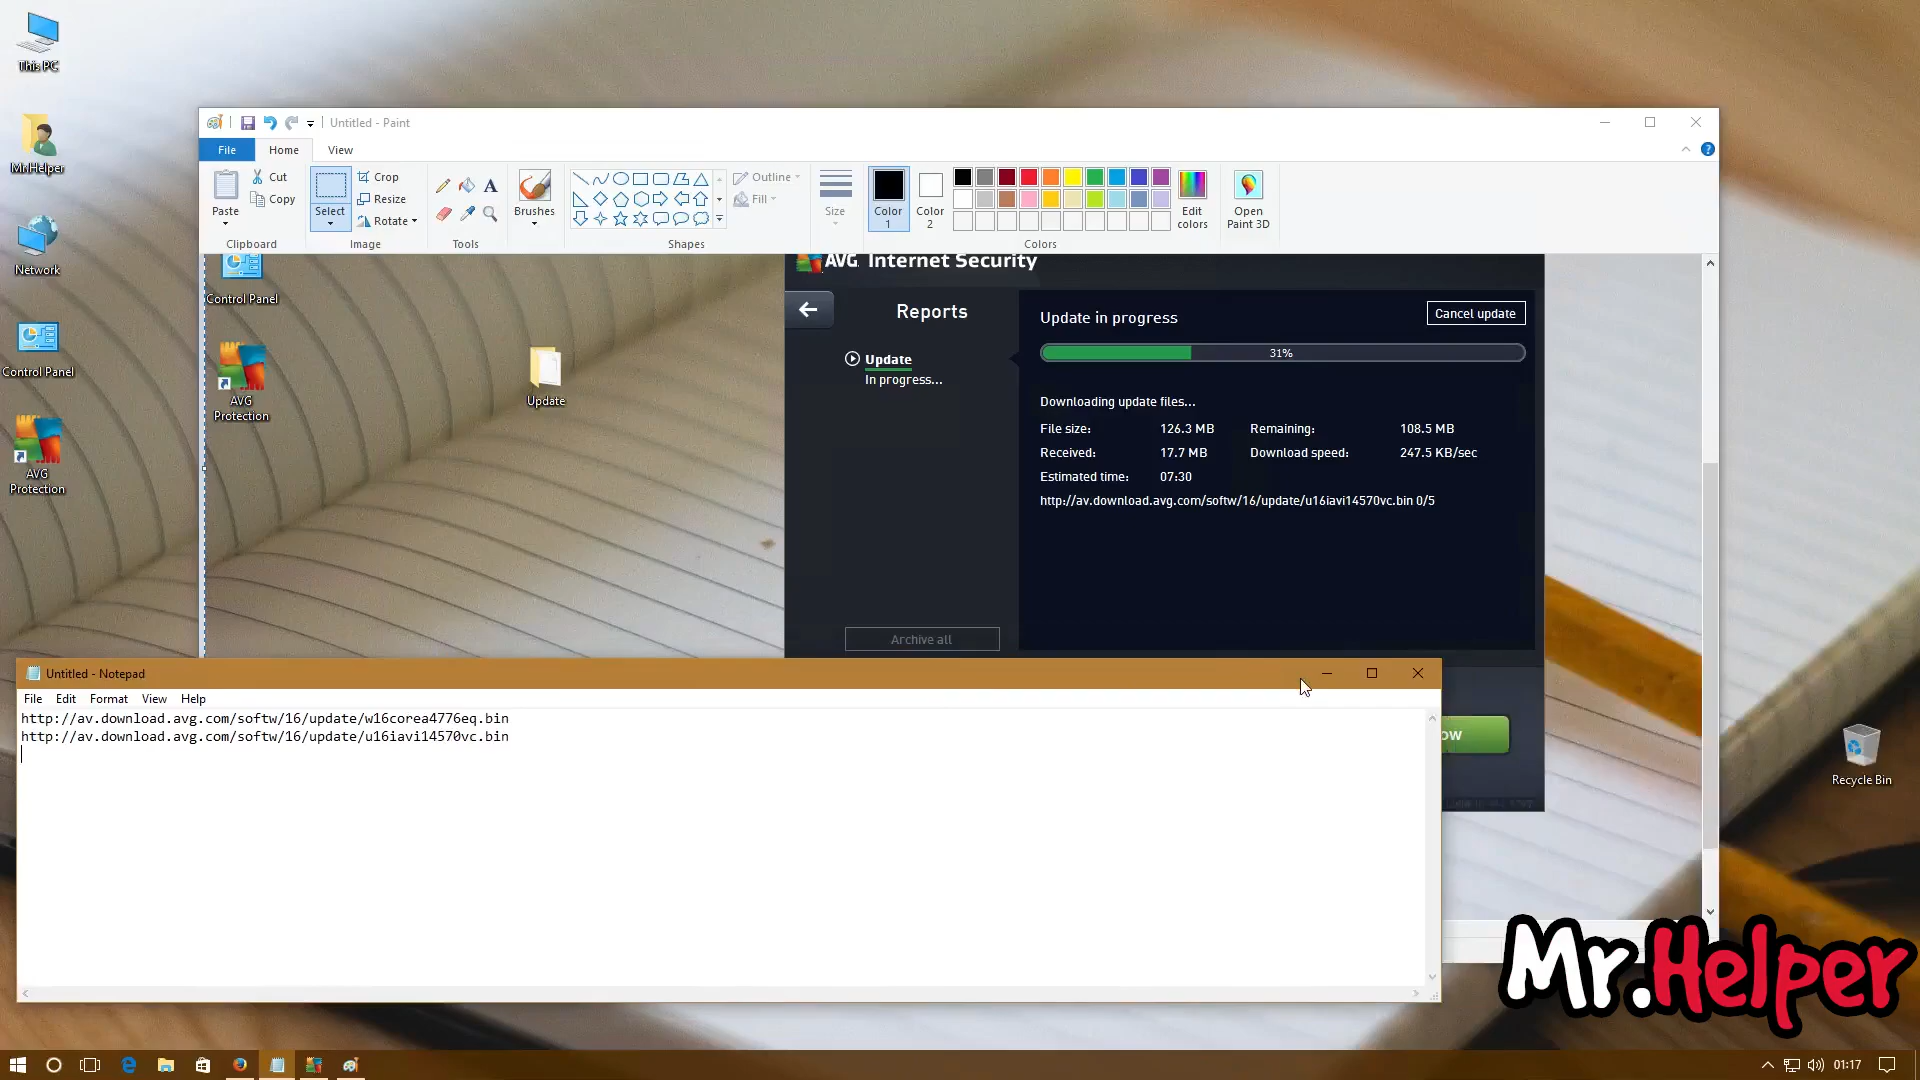 This PC
MrHelper
Network
Control Panel
AVG
Protection
Untitled - Paint
File
Home
View
Paste
Cut
Copy
Clipboard
Select
Crop
Resize
Rotate
Image
Tools
Brushes
Shapes
Outline
Fill
Size
Color
1
Color
2
Edit
colors
Colors
Open
Paint 3D
Control Panel
AVG
Protection
Update
AVG. Internet Security
Reports
Update
In progress...
Archive all
Update in progress
Cancel update
31%
Downloading update files...
File size: 126.3 MB Remaining: 108.5 MB
Received: 17.7 MB Download speed: 247.5 KB/sec
Estimated time: 07:30
http://av.download.avg.com/softw/16/update/u16iavi14570vc.bin 0/5
Untitled - Notepad
File Edit Format View Help
http://av.download.avg.com/softw/16/update/w16corea4776eq.bin
http://av.download.avg.com/softw/16/update/u16iavi14570vc.bin
Recycle Bin
Mr.Helper
01:17